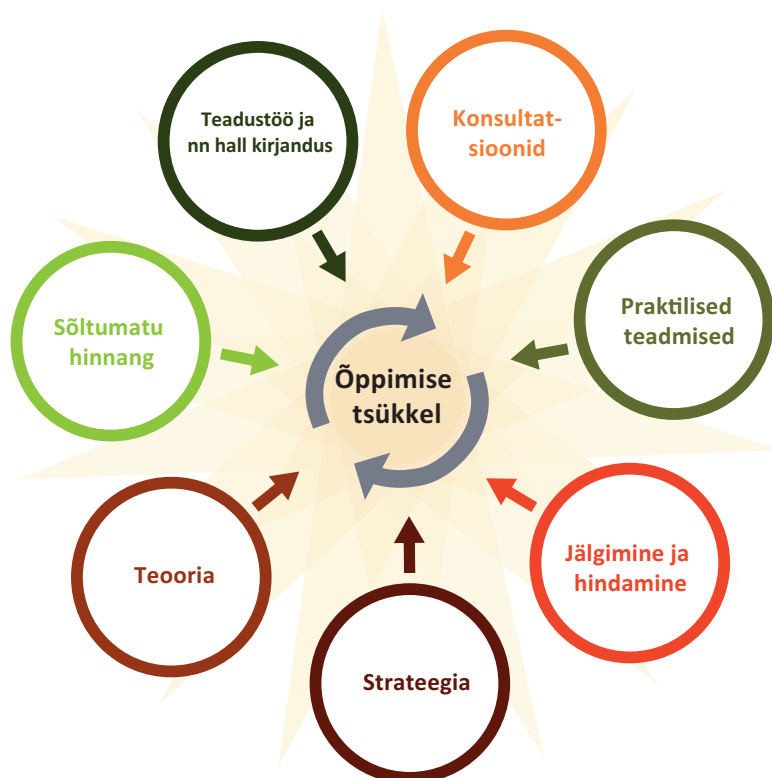 Teadustöö ja
nn hall kirjandus
Konsultat-
sioonid
Praktilised
teadmised
Sõltumatu
hinnang
Õppimise
tsükkel
Teooria
Jälgimine ja
hindamine
Strateegia